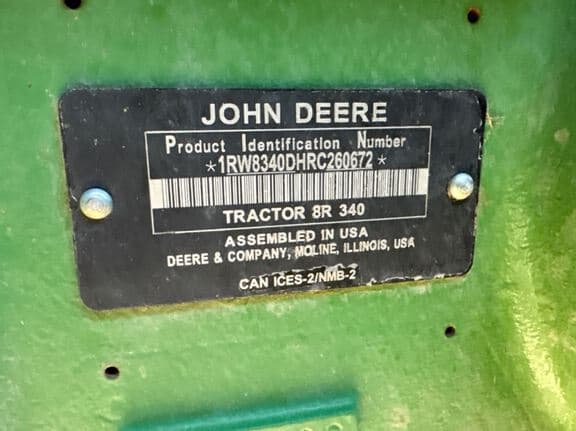 JOHN DEERE
Product Identification Number
*1RW8340DHRC260672*
TRACTOR 8R 340
ASSEMBLED IN USA
DEERE & COMPANY, MOLINE, ILLINOIS, USA
CAN ICES-2/NMB-2